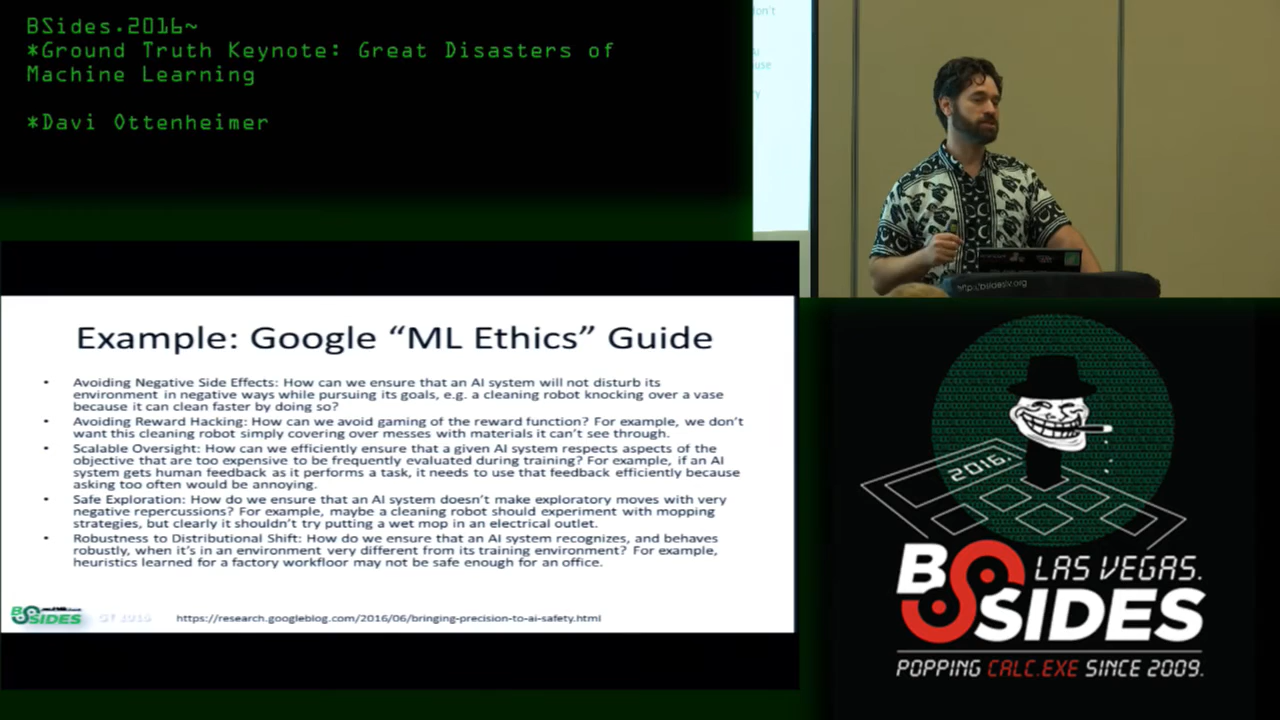 BSides.2016~
*Ground Truth Keynote: Great Disasters of
Machine Learning
*Davi Ottenheimer
Example: Google “ML Ethics” Guide
• Avoiding Negative Side Effects: How can we ensure that an AI system will not disturb its
environment in negative ways while pursuing its goals, e.g. a cleaning robot knocking over a vase
because it can clean faster by doing so?
• Avoiding Reward Hacking: How can we avoid gaming of the reward function? For example, we don’t
want this cleaning robot simply covering over messes with materials it can’t see through.
• Scalable Oversight: How can we efficiently ensure that a given AI system respects aspects of the
objective that are too expensive to be frequently evaluated during training? For example, if an AI
system gets human feedback as it performs a task, it needs to use that feedback efficiently because
asking too often would be annoying.
• Safe Exploration: How do we ensure that an AI system doesn’t make exploratory moves with very
negative repercussions? For example, maybe a cleaning robot should experiment with mopping
strategies, but clearly it shouldn’t try putting a wet mop in an electrical outlet.
• Robustness to Distributional Shift: How do we ensure that an AI system recognizes, and behaves
robustly, when it’s in an environment very different from its training environment? For example,
heuristics learned for a factory workfloor may not be safe enough for an office.
BSIDES GT 2016
https://research.googleblog.com/2016/06/bringing-precision-to-ai-safety.html
2016.
BSIDES
LAS VEGAS.
POPPING CALC.EXE SINCE 2009.